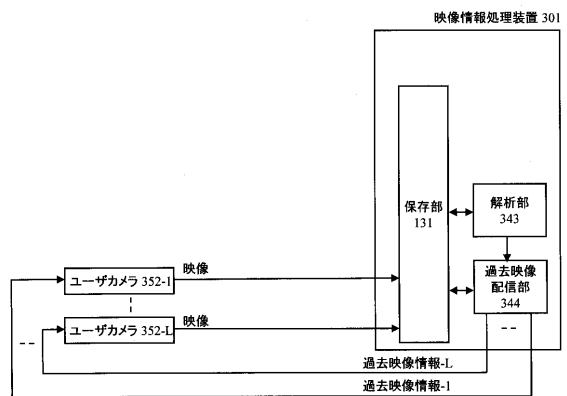 映像情報処理装置 301
保存部
131
解析部
343
過去映像
配信部
344
ユーザカメラ 352-1
映像
ユーザカメラ 352-L
映像
過去映像情報-L
過去映像情報-1